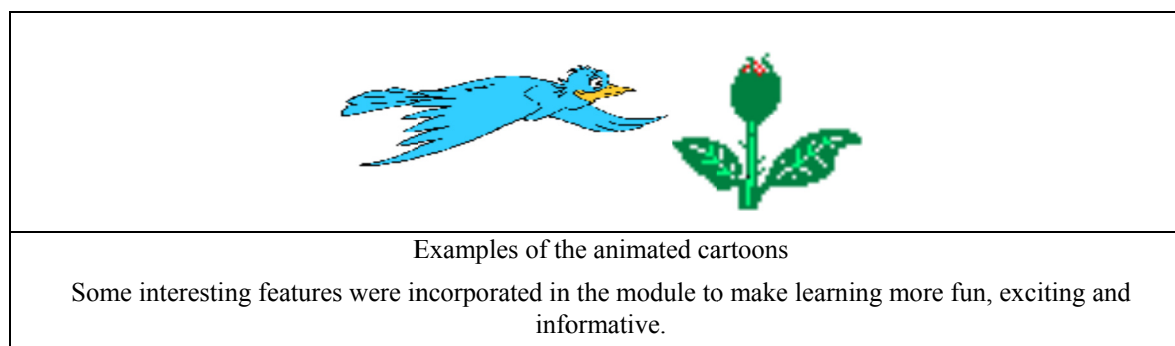 Examples of the animated cartoons
Some interesting features were incorporated in the module to make learning more fun, exciting and
informative.